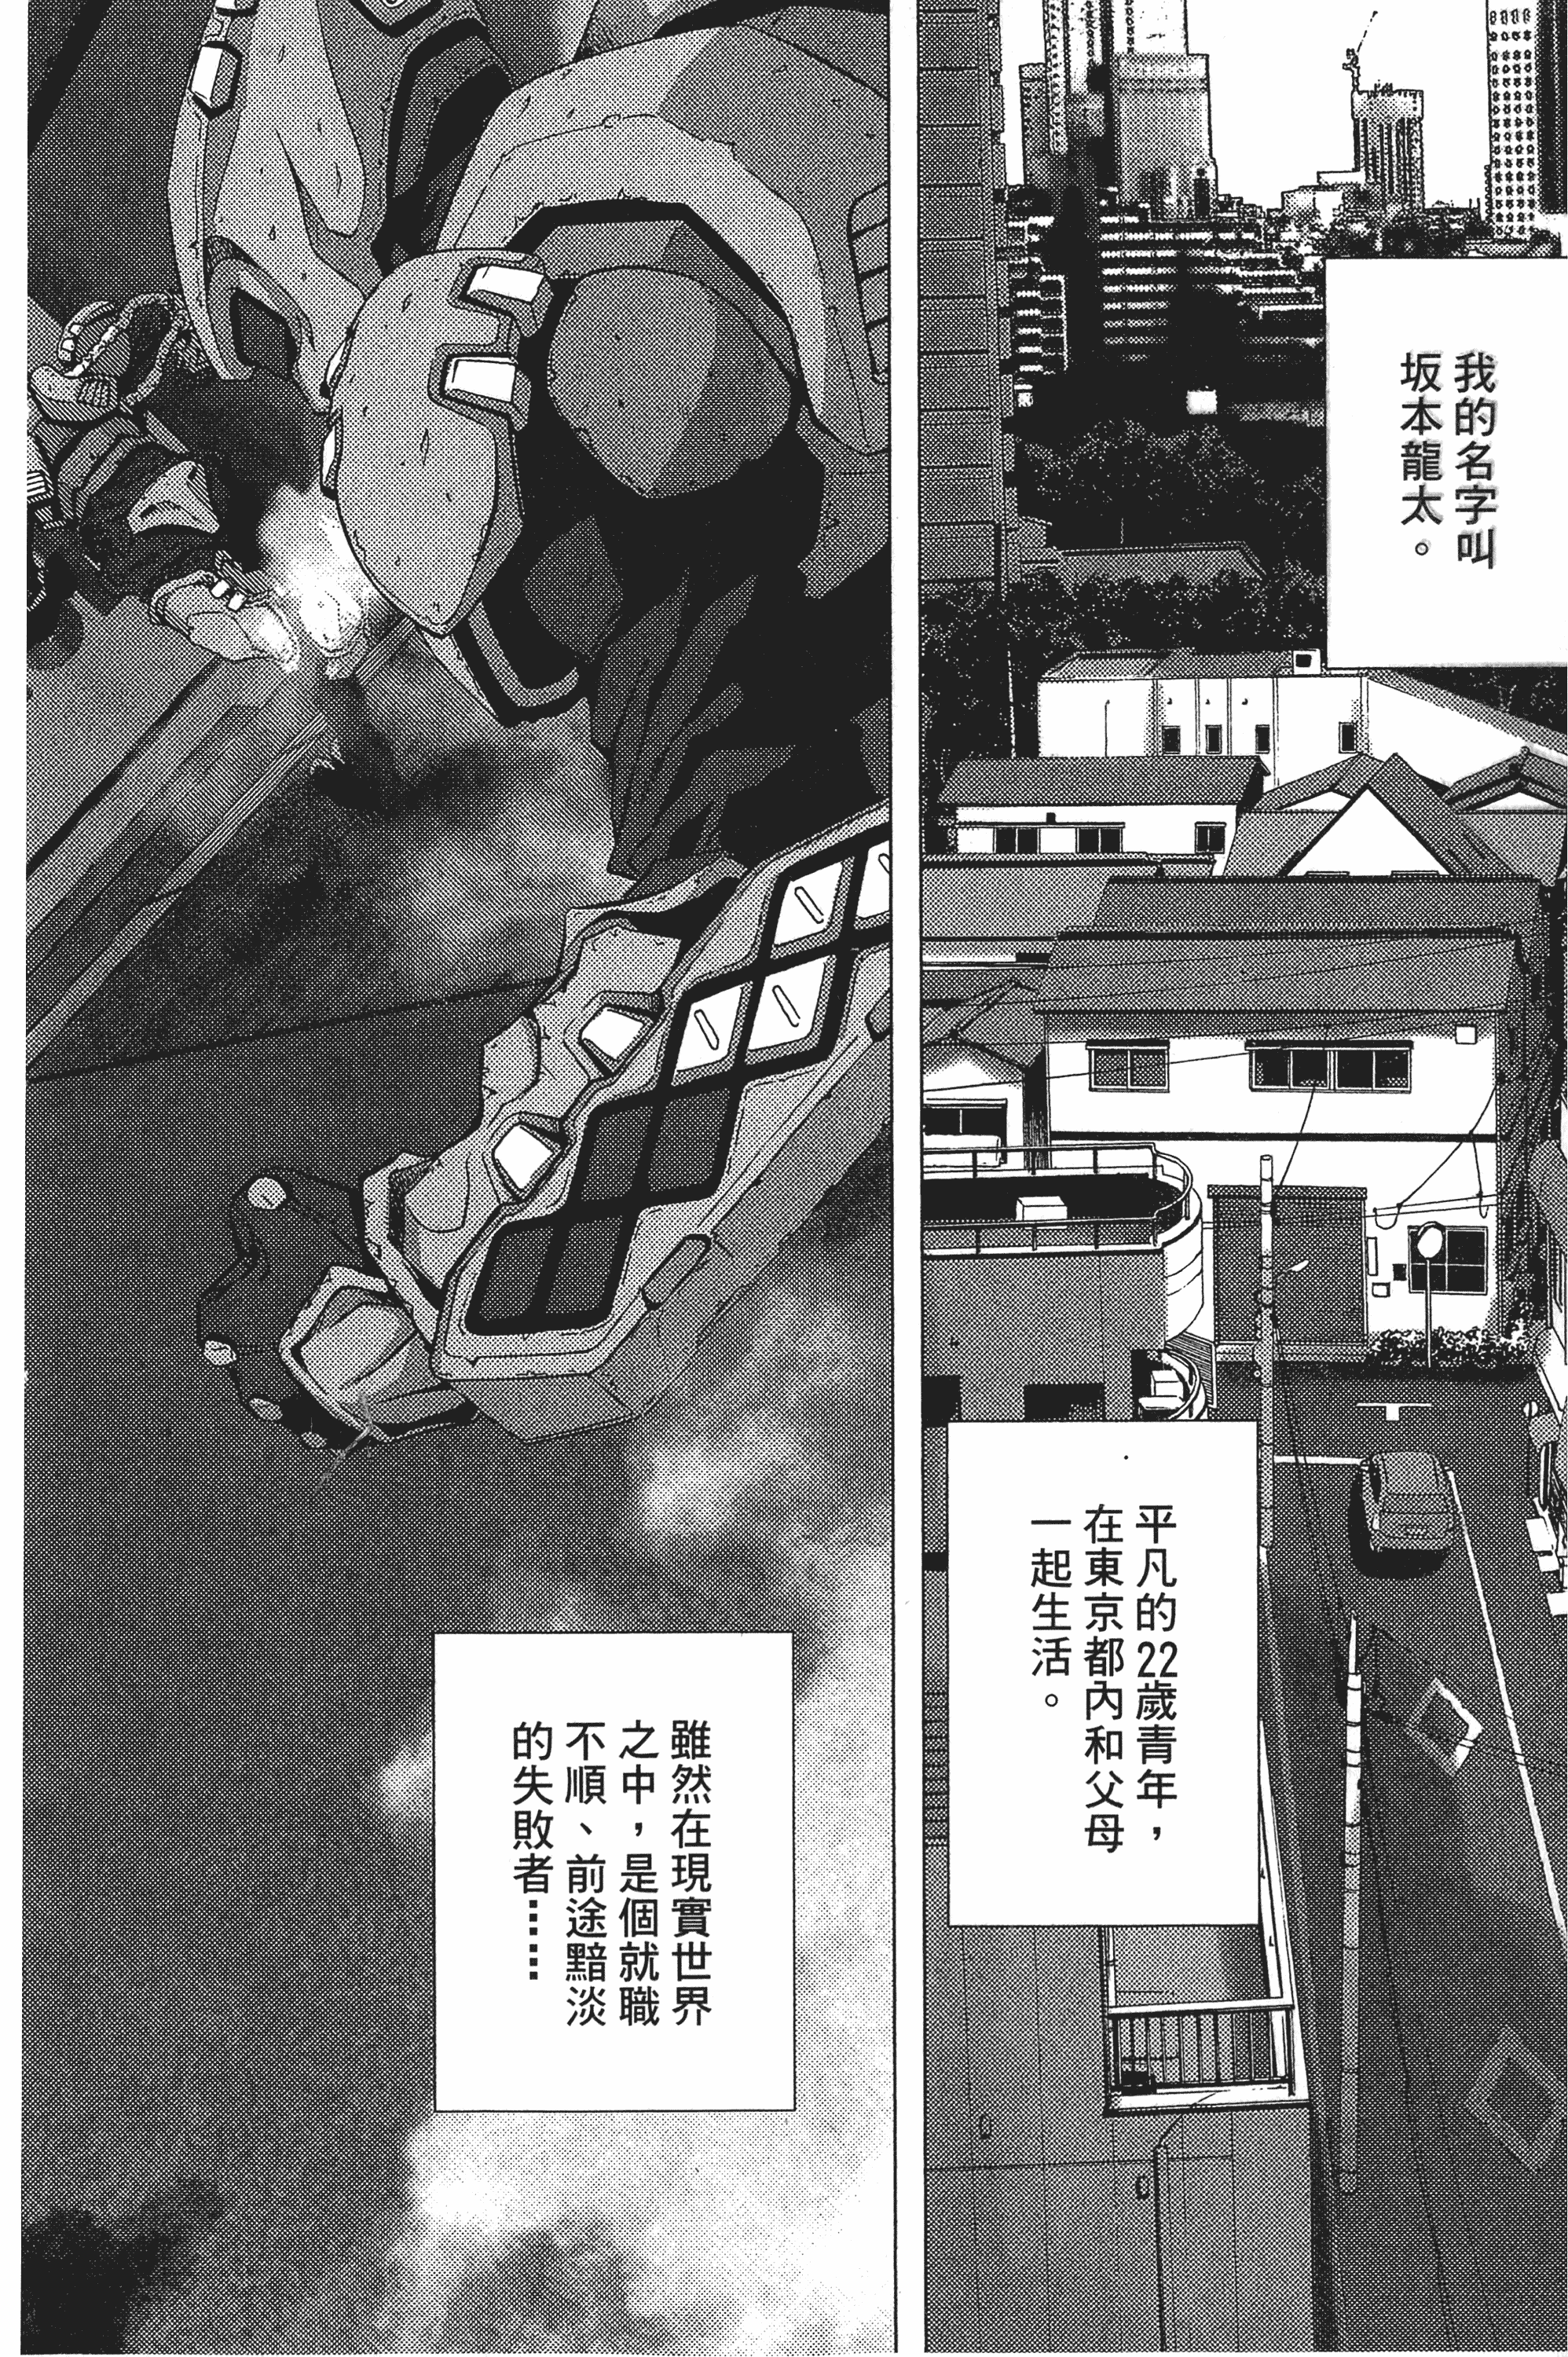 我的名字叫
坂本龍太。
平凡的22歲青年，
在東京都內和父母
一起生活。
雖然在現實世界
之中，是個就職
不順、前途黯淡
的失敗者……